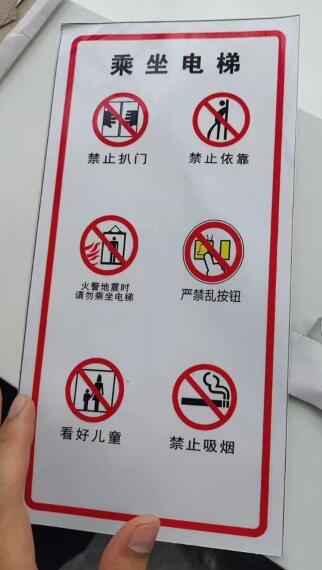 乘坐电梯
禁止扒门
禁止依靠
火警地震时
请勿乘坐电梯
严禁乱按钮
看好儿童
禁止吸烟